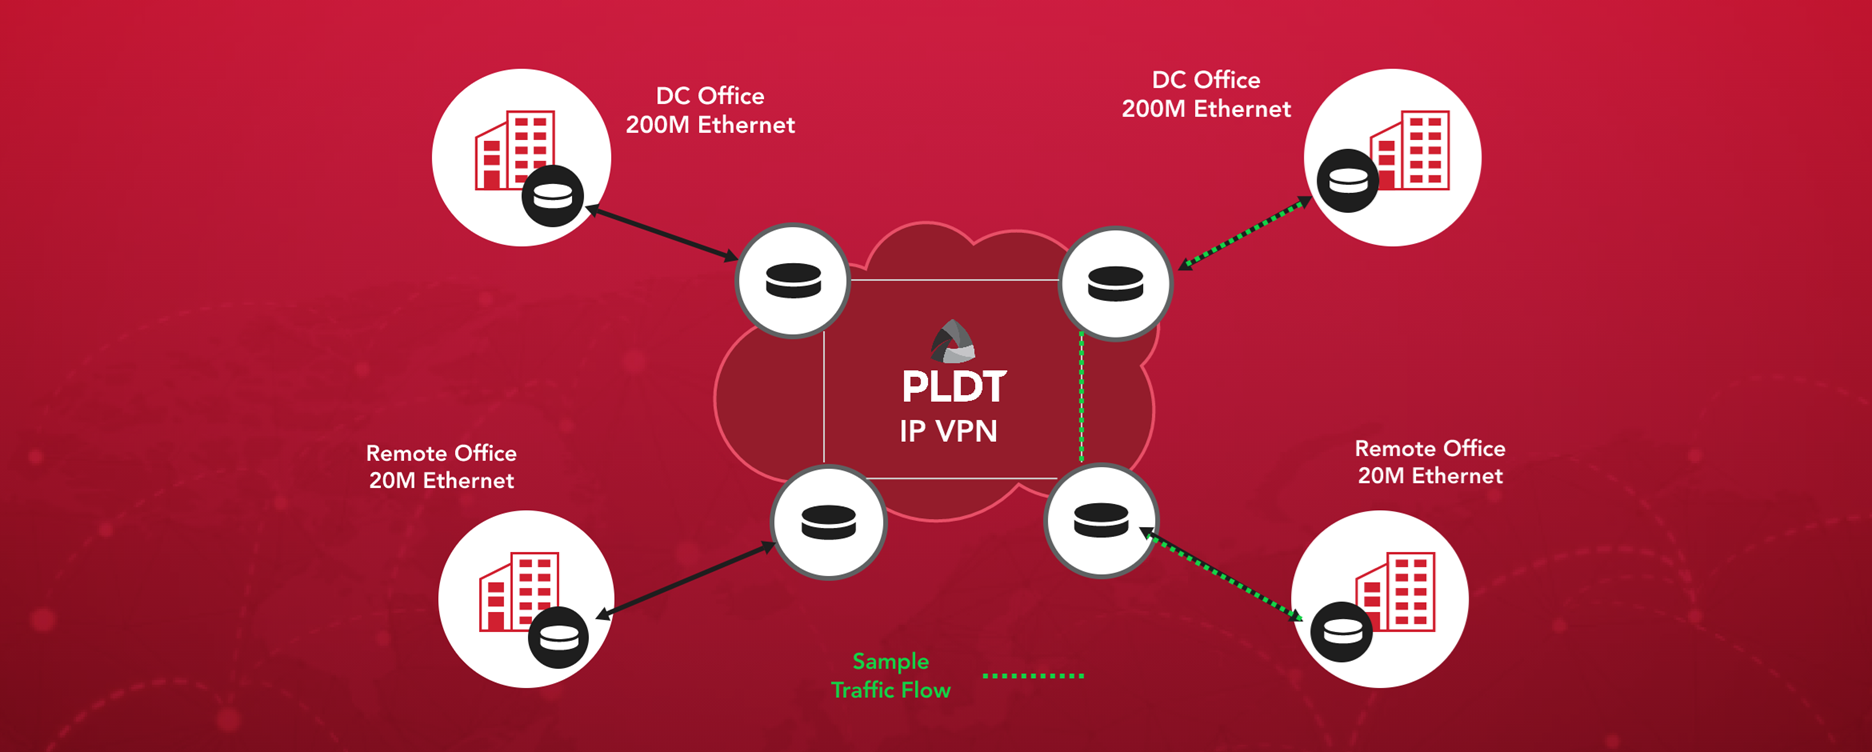 DC Office
200M Ethernet
DC Office
200M Ethernet
PLDT
IP VPN
Remote Office
20M Ethernet
Remote Office
20M Ethernet
Sample
Traffic Flow